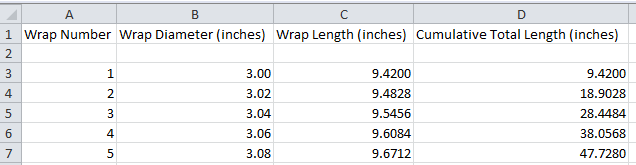 A B C D
1 Wrap Number Wrap Diameter (inches) Wrap Length (inches) Cumulative Total Length (inches)
2
3 1 3.00 9.4200 9.4200
4 2 3.02 9.4828 18.9028
5 3 3.04 9.5456 28.4484
6 4 3.06 9.6084 38.0568
7 5 3.08 9.6712 47.7280